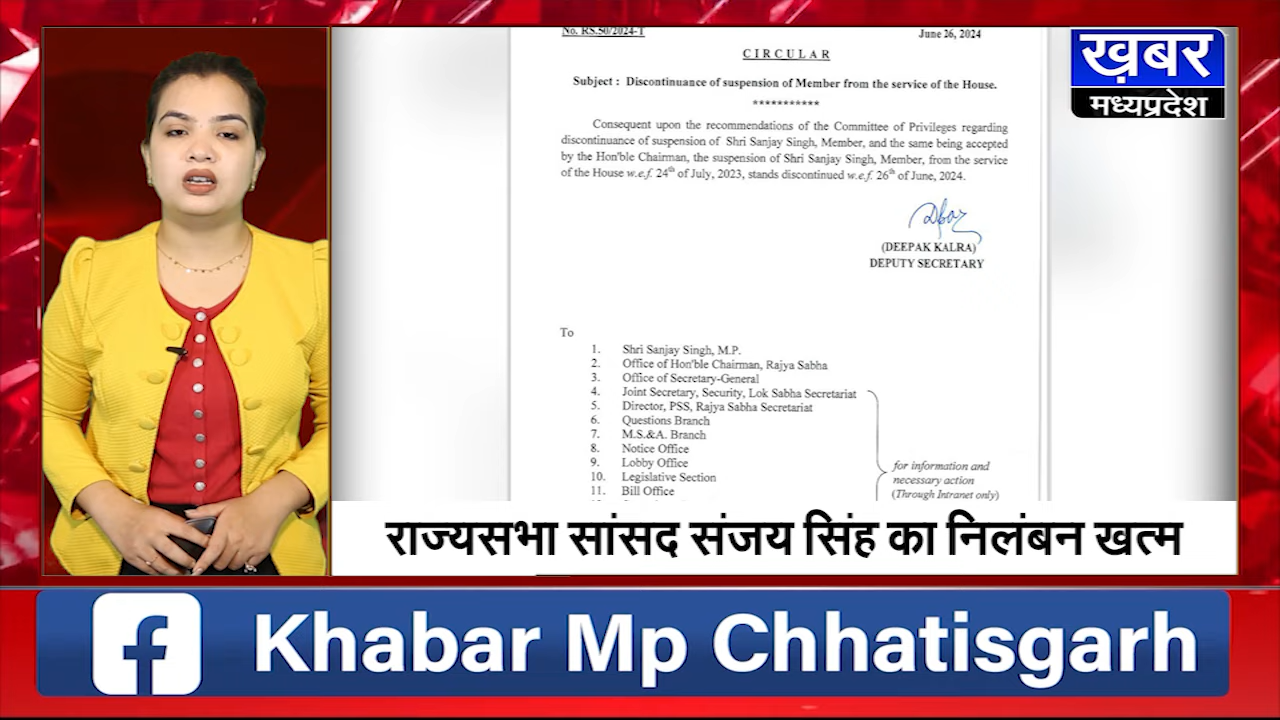 No. RS.50/2024-T
June 26, 2024
CIRCULAR
Subject : Discontinuance of suspension of Member from the service of the House.
***********
Consequent upon the recommendations of the Committee of Privileges regarding
discontinuance of suspension of Shri Sanjay Singh, Member, and the same being accepted
by the Hon'ble Chairman, the suspension of Shri Sanjay Singh, Member, from the service
of the House w.e.f. 24th of July, 2023, stands discontinued w.e.f. 26th of June, 2024.
(DEEPAK KALRA)
DEPUTY SECRETARY
To
1. Shri Sanjay Singh, M.P.
2. Office of Hon'ble Chairman, Rajya Sabha
3. Office of Secretary-General
4. Joint Secretary, Security, Lok Sabha Secretariat
5. Director, PSS, Rajya Sabha Secretariat
6. Questions Branch
7. M.S.&A. Branch
8. Notice Office
9. Lobby Office
10. Legislative Section
11. Bill Office
for information and
necessary action
(Through Intranet only)
ख़बर
मध्यप्रदेश
राज्यसभा सांसद संजय सिंह का निलंबन खत्म
f
Khabar Mp Chhatisgarh